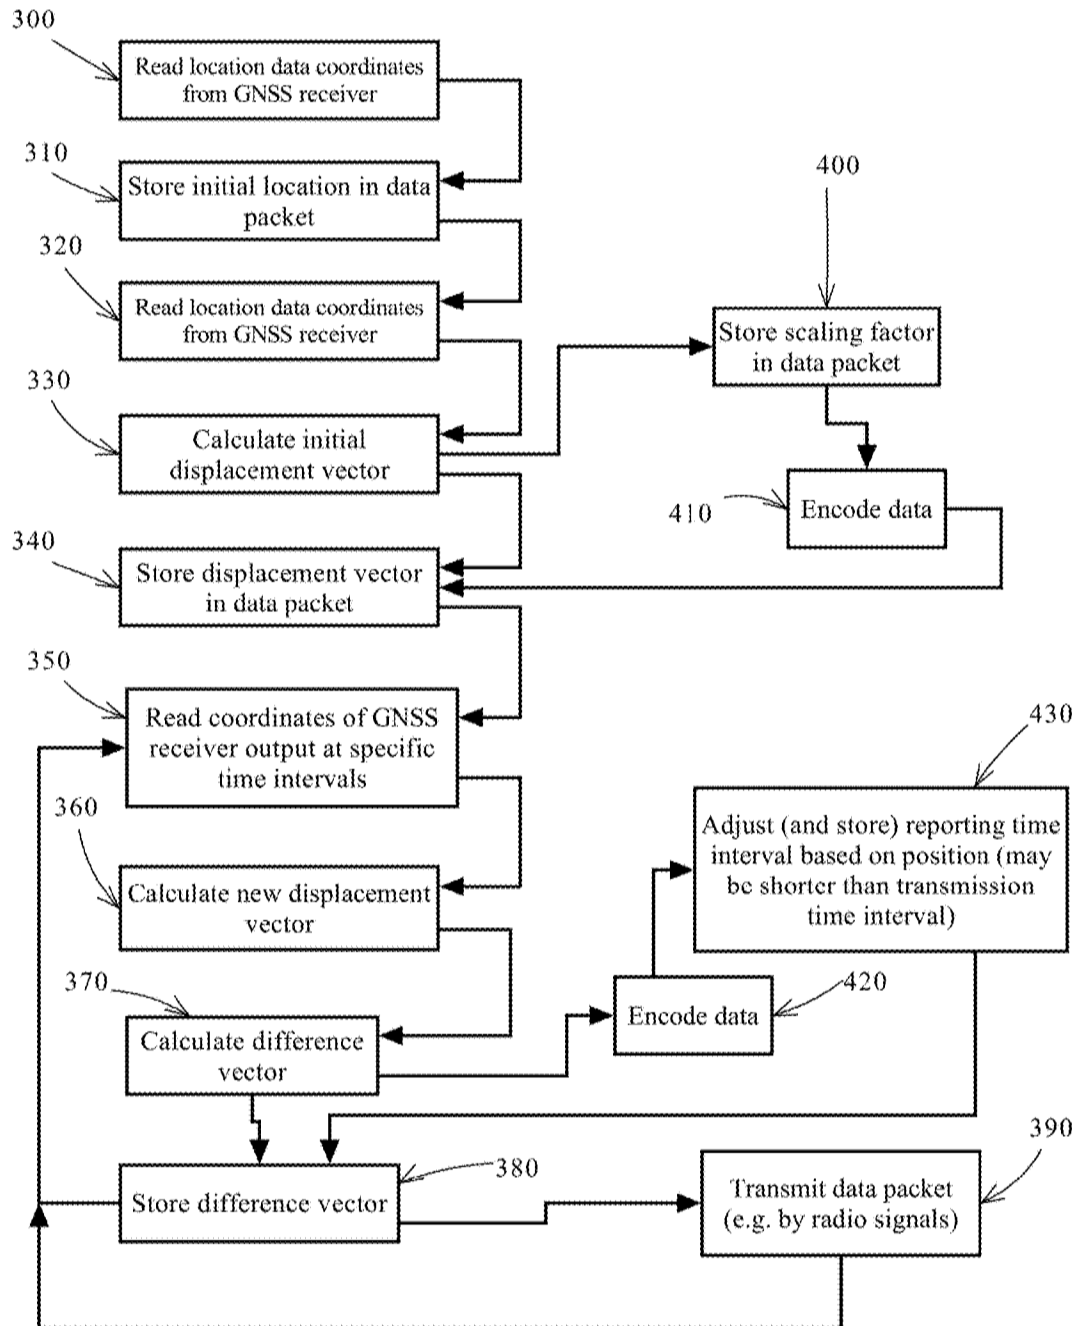 300
Read location data coordinates
from GNSS receiver
310
Store initial location in data
packet
320
Read location data coordinates
from GNSS receiver
330
Calculate initial
displacement vector
400
Store scaling factor
in data packet
410
Encode data
340
Store displacement vector
in data packet
350
Read coordinates of GNSS
receiver output at specific
time intervals
360
Calculate new displacement
vector
370
Calculate difference
vector
420
Encode data
430
Adjust (and store) reporting time
interval based on position (may
be shorter than transmission
time interval)
380
Store difference vector
390
Transmit data packet
(e.g. by radio signals)